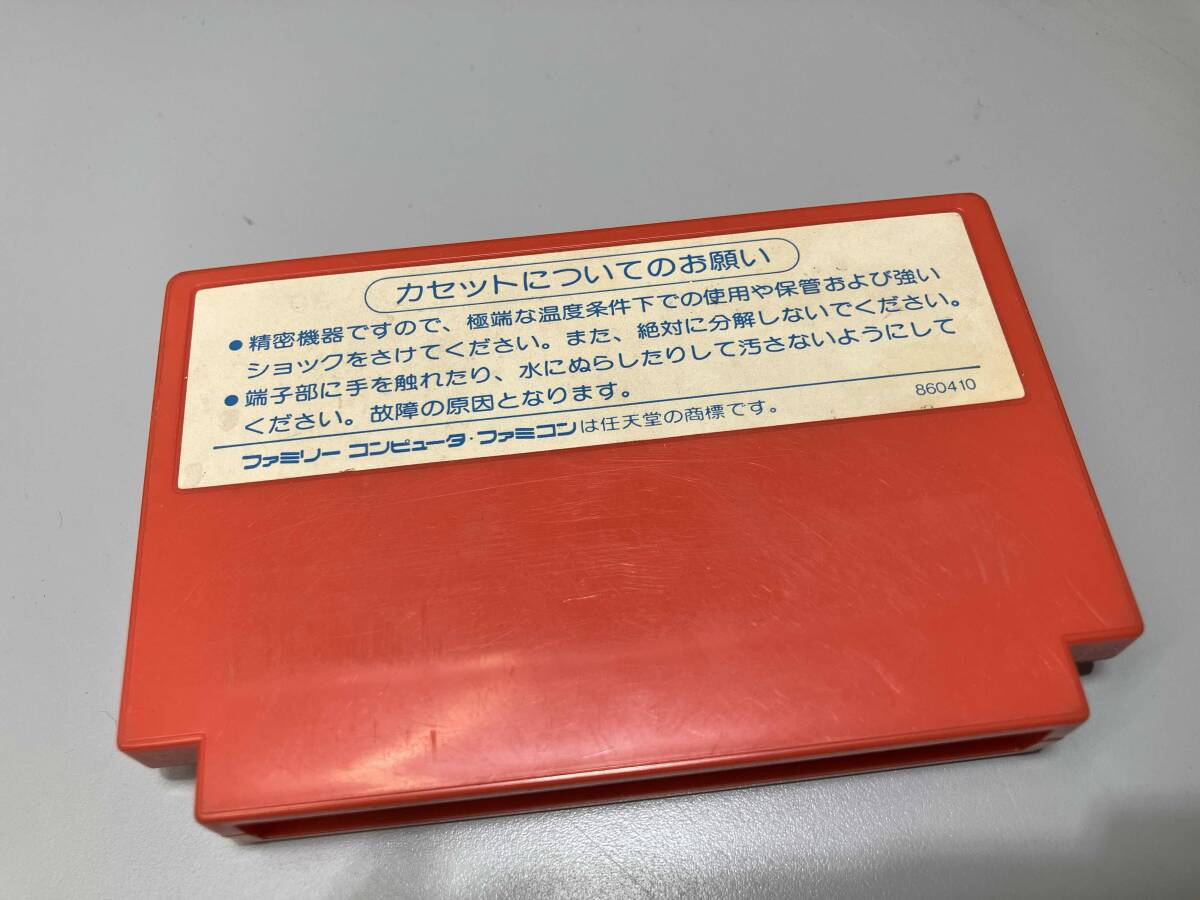 カセットについてのお願い
●精密機器ですので、極端な温度条件下での使用や保管および強い
ショックをさけてください。また、絶対に分解しないでください。
●端子部に手を触れたり、水にぬらしたりして汚さないようにして
ください。故障の原因となります。
860410
ファミリー コンピュータ・ファミコンは任天堂の商標です。